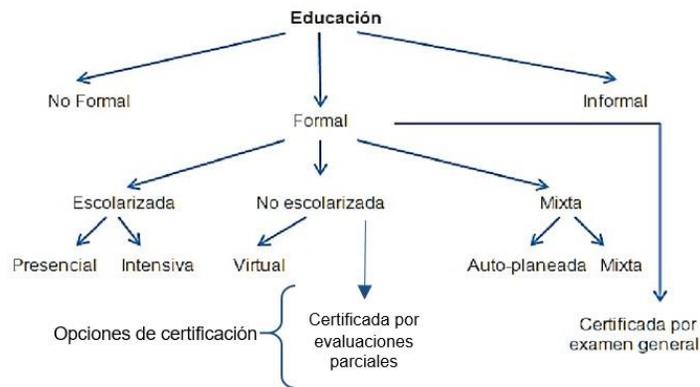 Educación
No Formal
Informal
Formal
Escolarizada
No escolarizada
Mixta
Presencial
Intensiva
Virtual
Auto-planeada
Mixta
Opciones de certificación
Certificada por
evaluaciones
parciales
Certificada por
examen general